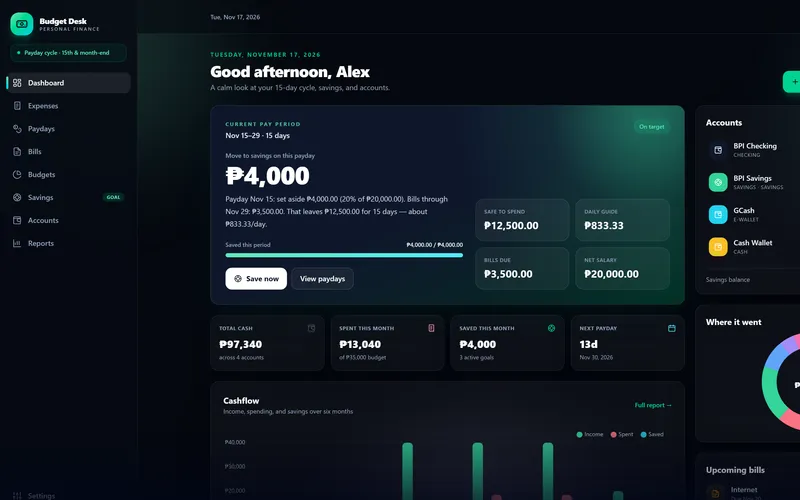 Budget Desk
PERSONAL FINANCE
Payday cycle · 15th & month-end
Dashboard
Expenses
Paydays
Bills
Budgets
Savings
GOAL
Accounts
Reports
Settings
Tue, Nov 17, 2026
TUESDAY, NOVEMBER 17, 2026
Good afternoon, Alex
A calm look at your 15-day cycle, savings, and accounts.
+
CURRENT PAY PERIOD
Nov 15–29 · 15 days
On target
Move to savings on this payday
₱4,000
Payday Nov 15: set aside ₱4,000.00 (20% of ₱20,000.00). Bills through
Nov 29: ₱3,500.00. That leaves ₱12,500.00 for 15 days — about
₱833.33/day.
Saved this period
₱4,000.00 / ₱4,000.00
Save now
View paydays
SAFE TO SPEND
₱12,500.00
DAILY GUIDE
₱833.33
BILLS DUE
₱3,500.00
NET SALARY
₱20,000.00
TOTAL CASH
₱97,340
across 4 accounts
SPENT THIS MONTH
₱13,040
of ₱35,000 budget
SAVED THIS MONTH
₱4,000
3 active goals
NEXT PAYDAY
13d
Nov 30, 2026
Cashflow
Income, spending, and savings over six months
Full report →
Income
Spent
Saved
₱40,000
₱30,000
₱20,000
Accounts
BPI Checking
CHECKING
BPI Savings
SAVINGS · SAVINGS
GCash
E-WALLET
Cash Wallet
CASH
Savings balance
Where it went
₱
Upcoming bills
Internet